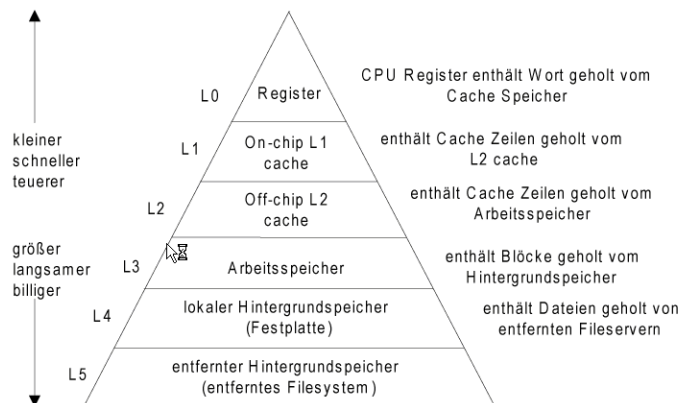 L0
Register
CPU Register enthält Wort geholt vom
Cache Speicher
kleiner
schneller
teuerer
L1
On-chip L1
cache
enthält Cache Zeilen geholt vom
L2 cache
L2
Off-chip L2
cache
enthält Cache Zeilen geholt vom
Arbeitsspeicher
größer
langsamer
billiger
L3
Arbeitsspeicher
enthält Blöcke geholt vom
Hintergrundspeicher
L4
lokaler Hintergrundspeicher
(Festplatte)
enthält Dateien geholt von
entfernten Fileservern
L5
entfernter Hintergrundspeicher
(entferntes Filesystem)